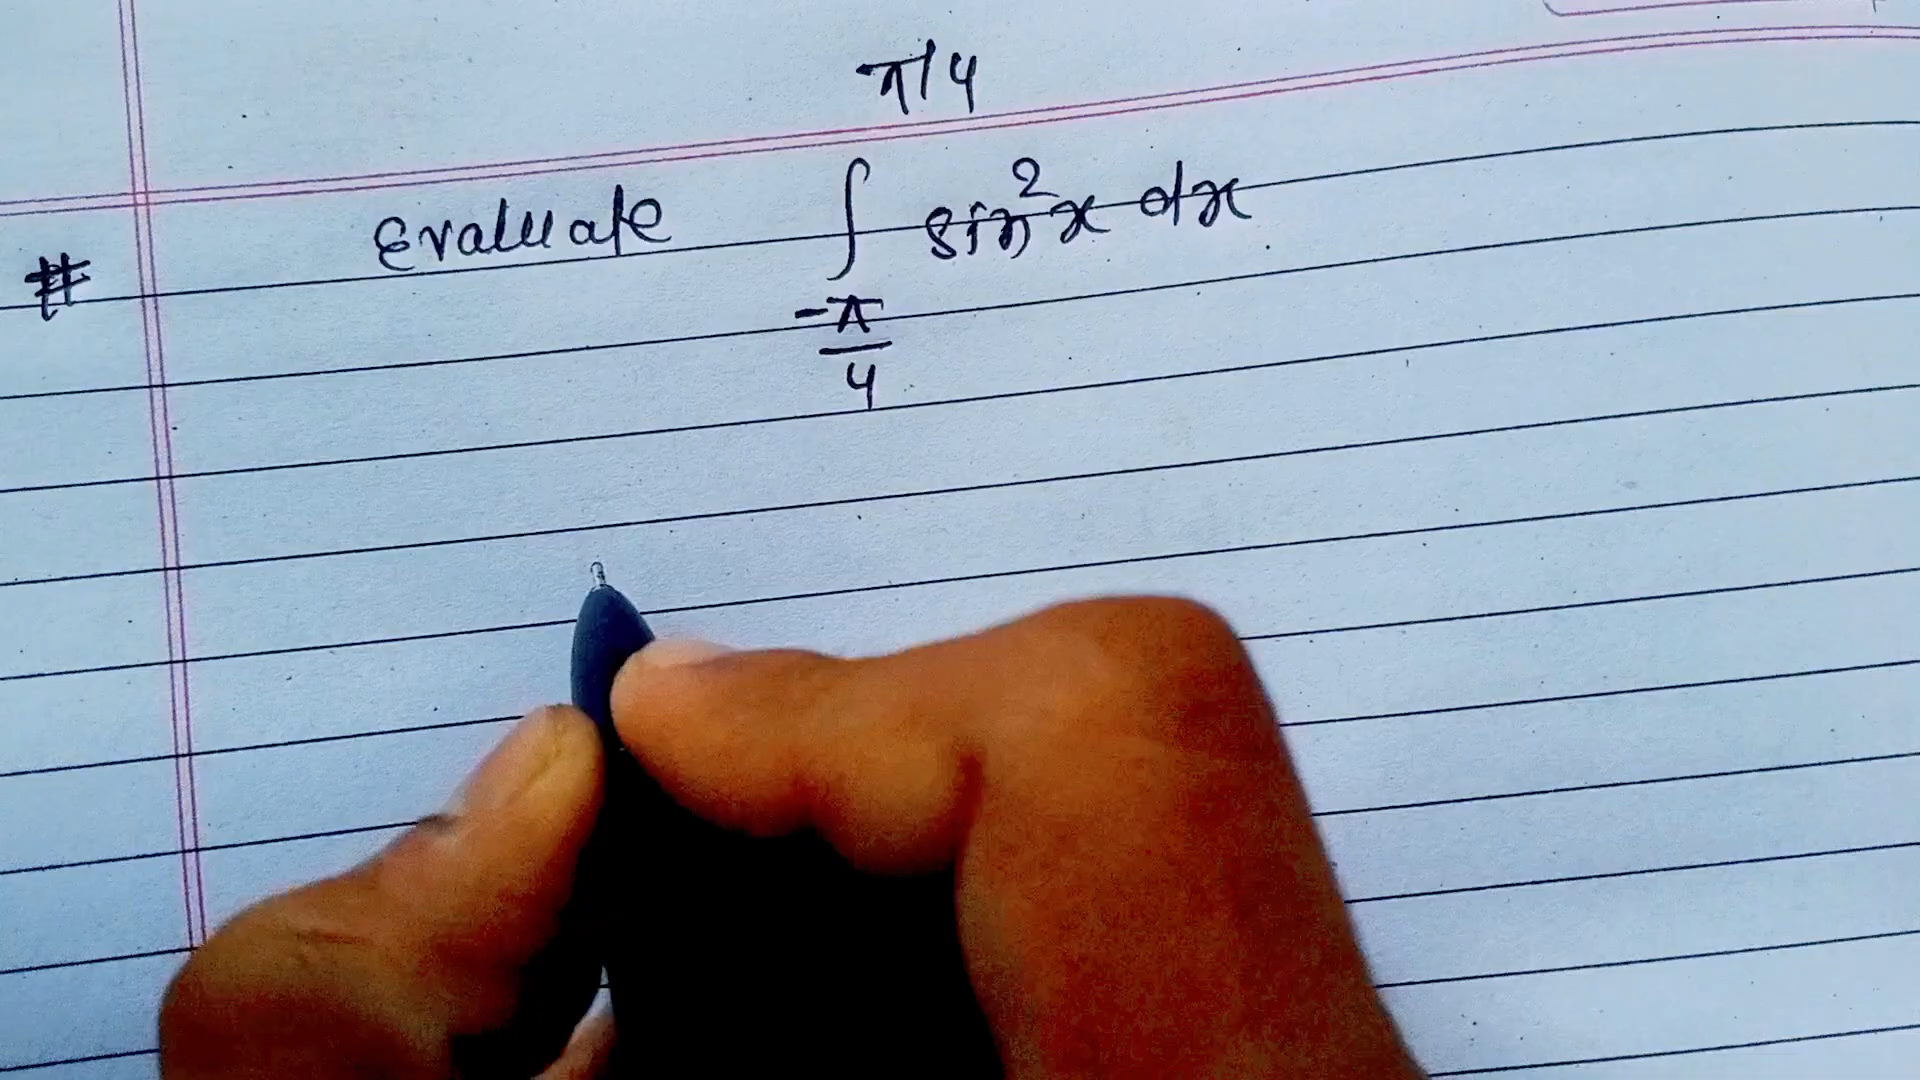 π/4
# Evaluate ∫ sin²x dx
-π/4